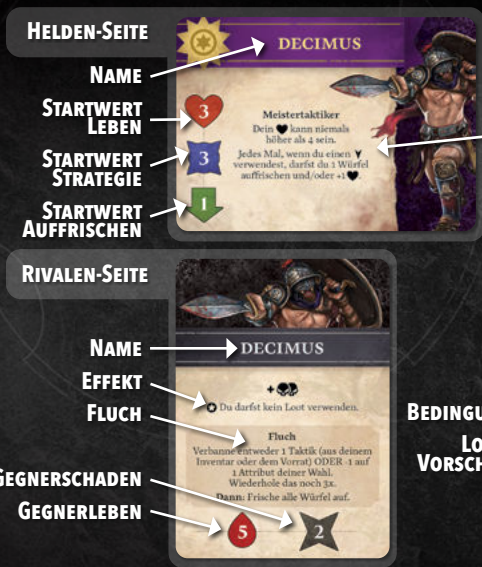 HELDEN-SEITE
DECIMUS
NAME
STARTWERT
LEBEN
3
STARTWERT
STRATEGIE
3
STARTWERT
AUFFRISCHEN
1
Meistertaktiker
Dein kann niemals
höher als 4 sein.
Jedes Mal, wenn du einen
verwendest, darfst du 1 Würfel
auffrischen und/oder +1
RIVALEN-SEITE
NAME
DECIMUS
EFFEKT
+
Du darfst kein Loot verwenden.
FLUCH
Fluch
Verbanne entweder 1 Taktik (aus deinem
Inventar oder dem Vorrat) ODER -1 auf
1 Attribut deiner Wahl.
Wiederhole das noch 3x.
Dann: Frische alle Würfel auf.
GEGNERSCHADEN
GEGNERLEBEN
5
2
BEDINGU
LO
VORSCH